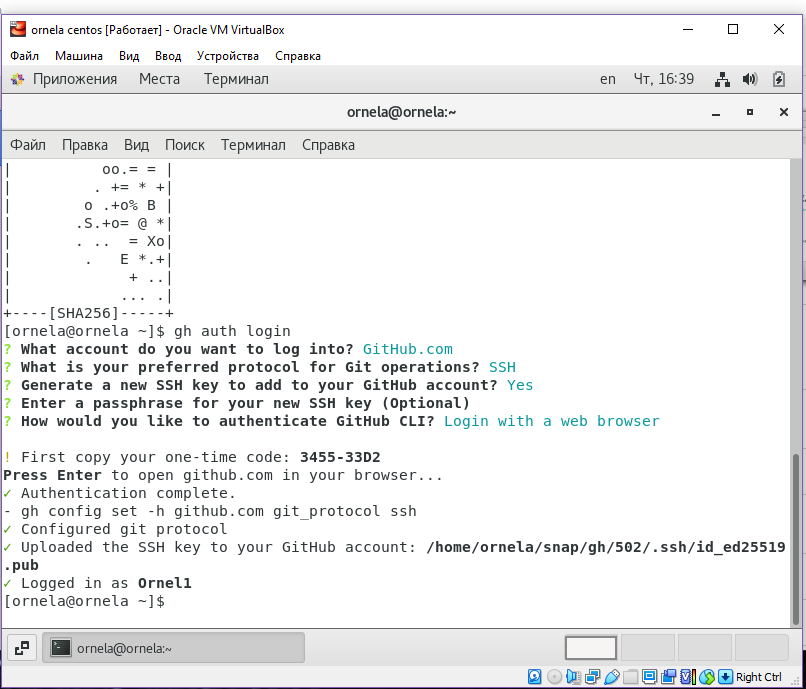 ornela centos [Работает] - Oracle VM VirtualBox
Файл Машина Вид Ввод Устройства Справка
Приложения Места Терминал en Чт, 16:39
ornela@ornela:~
Файл Правка Вид Поиск Терминал Справка
|          oo.= = |
|         . += * +|
|        o .+o% B |
|       .S.+o= @ *|
|       . ..  = Xo|
|        .   E *.+|
|             + ..|
|            ... .|
+----[SHA256]-----+
[ornela@ornela ~]$ gh auth login
? What account do you want to log into? GitHub.com
? What is your preferred protocol for Git operations? SSH
? Generate a new SSH key to add to your GitHub account? Yes
? Enter a passphrase for your new SSH key (Optional)
? How would you like to authenticate GitHub CLI? Login with a web browser
! First copy your one-time code: 3455-33D2
Press Enter to open github.com in your browser...
✓ Authentication complete.
- gh config set -h github.com git_protocol ssh
✓ Configured git protocol
✓ Uploaded the SSH key to your GitHub account: /home/ornela/snap/gh/502/.ssh/id_ed25519
.pub
✓ Logged in as Ornel1
[ornela@ornela ~]$
ornela@ornela:~
Right Ctrl